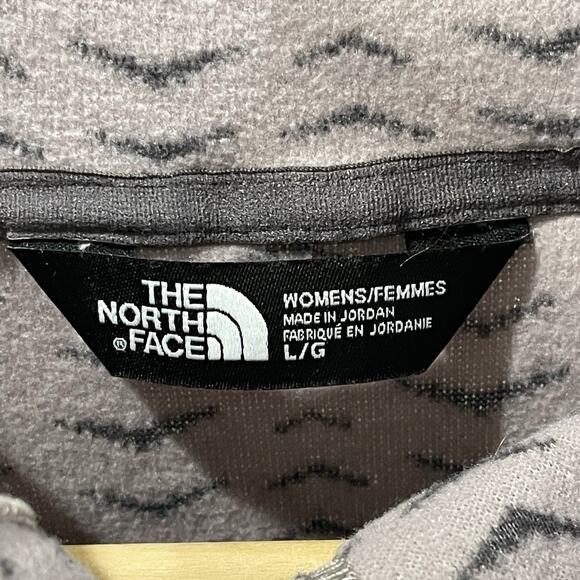 THE
NORTH
® FACE
WOMENS/FEMMES
MADE IN JORDAN
FABRIQUÉ EN JORDANIE
L/G